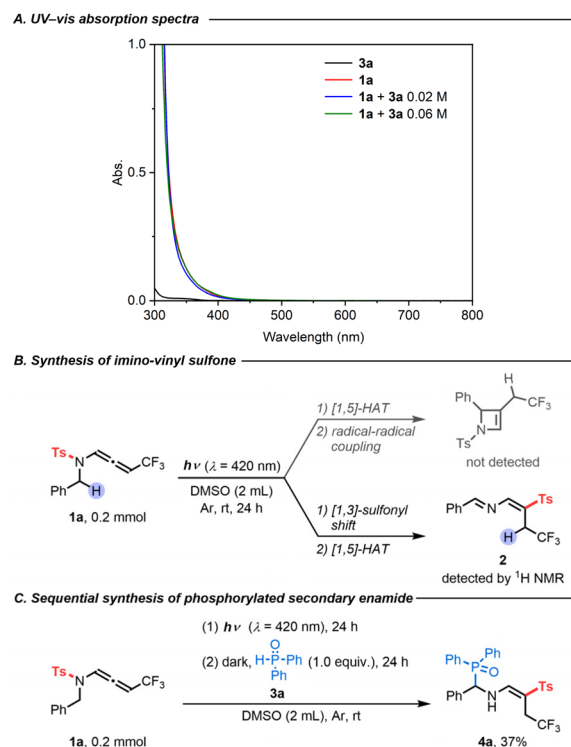 A. UV–vis absorption spectra
1.0
0.5
0.0
Abs.
3a
1a
1a + 3a 0.02 M
1a + 3a 0.06 M
300 400 500 600 700 800
Wavelength (nm)
B. Synthesis of imino-vinyl sulfone
Ts
N
CF3
Ph
H
1a, 0.2 mmol
hν (λ = 420 nm)
DMSO (2 mL)
Ar, rt, 24 h
1) [1,5]-HAT
2) radical-radical
coupling
H
Ph
CF3
N
Ts
not detected
1) [1,3]-sulfonyl
shift
2) [1,5]-HAT
Ph
N
Ts
H
CF3
2
detected by 1H NMR
C. Sequential synthesis of phosphorylated secondary enamide
Ts
N
CF3
Ph
1a, 0.2 mmol
(1) hν (λ = 420 nm), 24 h
O
(2) dark, H P Ph (1.0 equiv.), 24 h
Ph
3a
DMSO (2 mL), Ar, rt
Ph
Ph P
O
Ts
Ph
N
H
CF3
4a, 37%